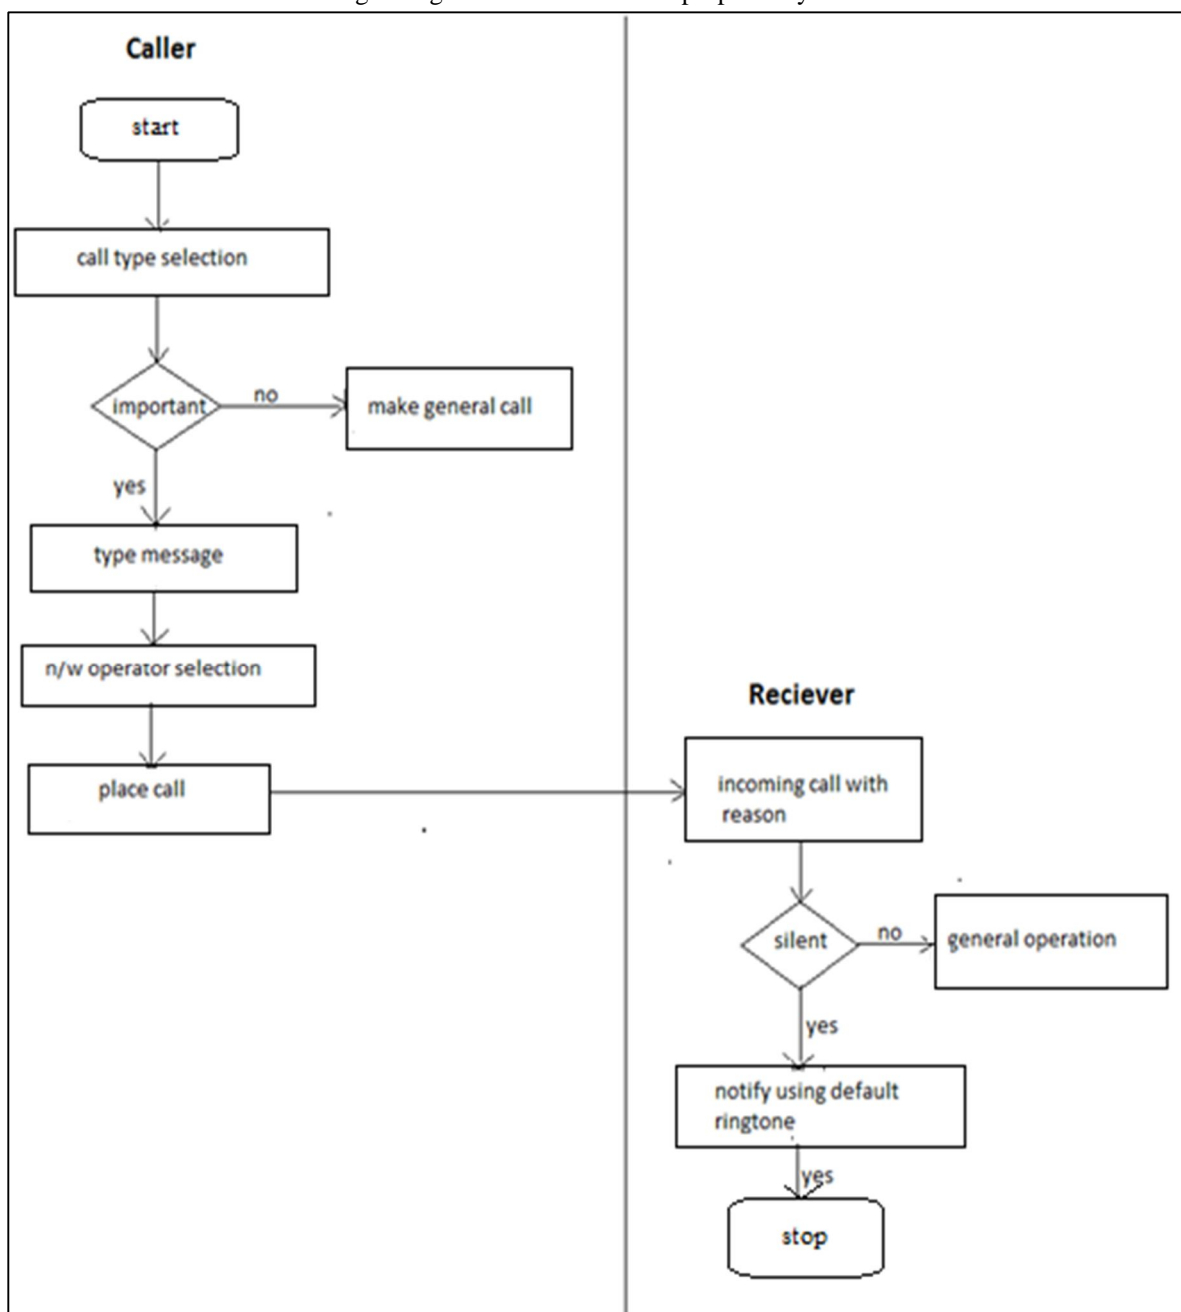 Caller
start
call type selection
important
no
make general call
yes
type message
n/w operator selection
place call
Reciever
incoming call with
reason
silent
no
general operation
yes
notify using default
ringtone
yes
stop